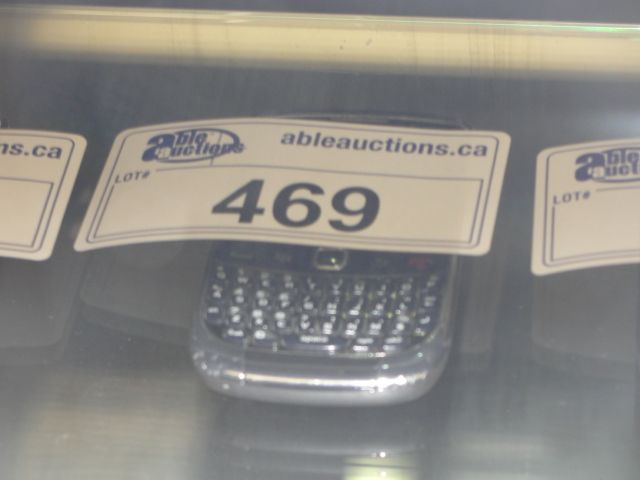 ns.ca
able auctions
ableauctions.ca
LOT#
469
able
auctions
LOT#